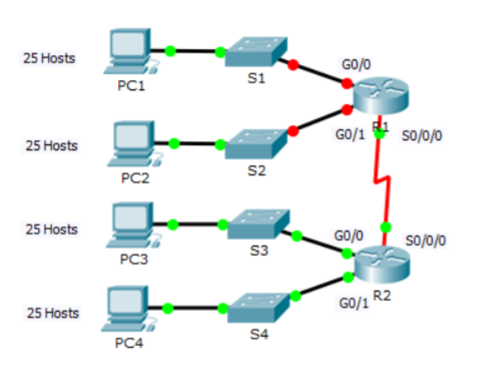 25 Hosts
PC1
S1
G0/0
R1
25 Hosts
PC2
S2
G0/1
S0/0/0
25 Hosts
PC3
S3
G0/0
S0/0/0
R2
25 Hosts
PC4
S4
G0/1